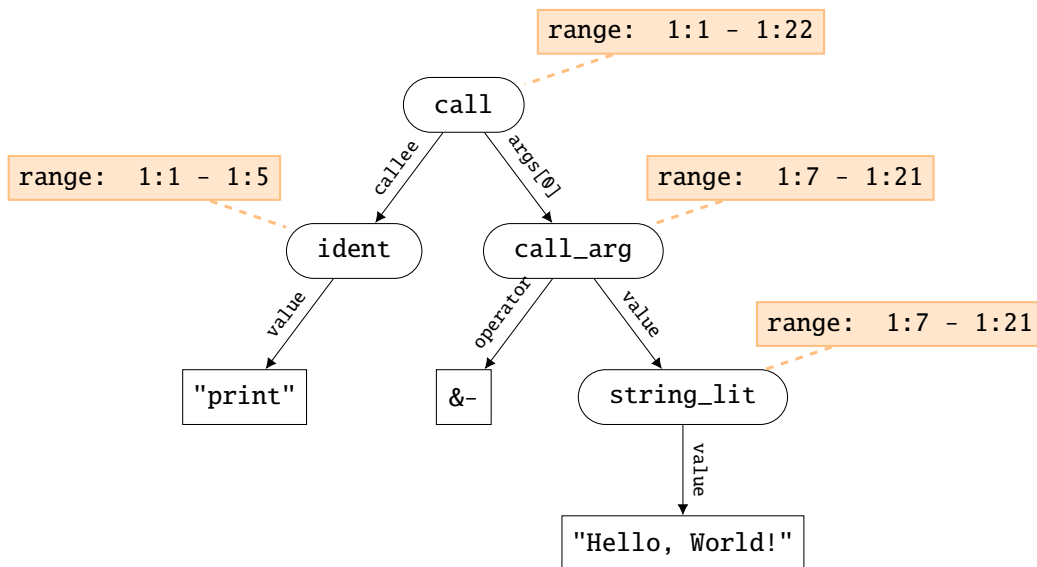 range: 1:1 – 1:22
call
callee
args[0]
range: 1:1 – 1:5
range: 1:7 – 1:21
ident
call_arg
value
operator
value
range: 1:7 – 1:21
"print"
&-
string_lit
value
"Hello, World!"